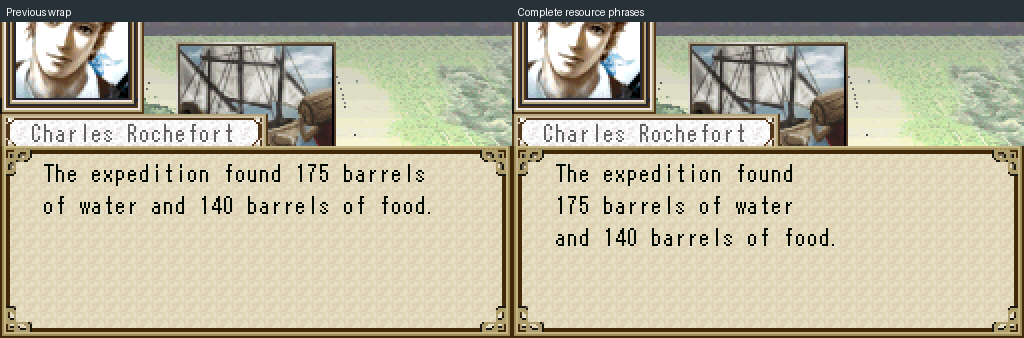 Previous wrap
Complete resource phrases
Charles Rochefort
The expedition found 175 barrels
of water and 140 barrels of food.
Charles Rochefort
The expedition found
175 barrels of water
and 140 barrels of food.